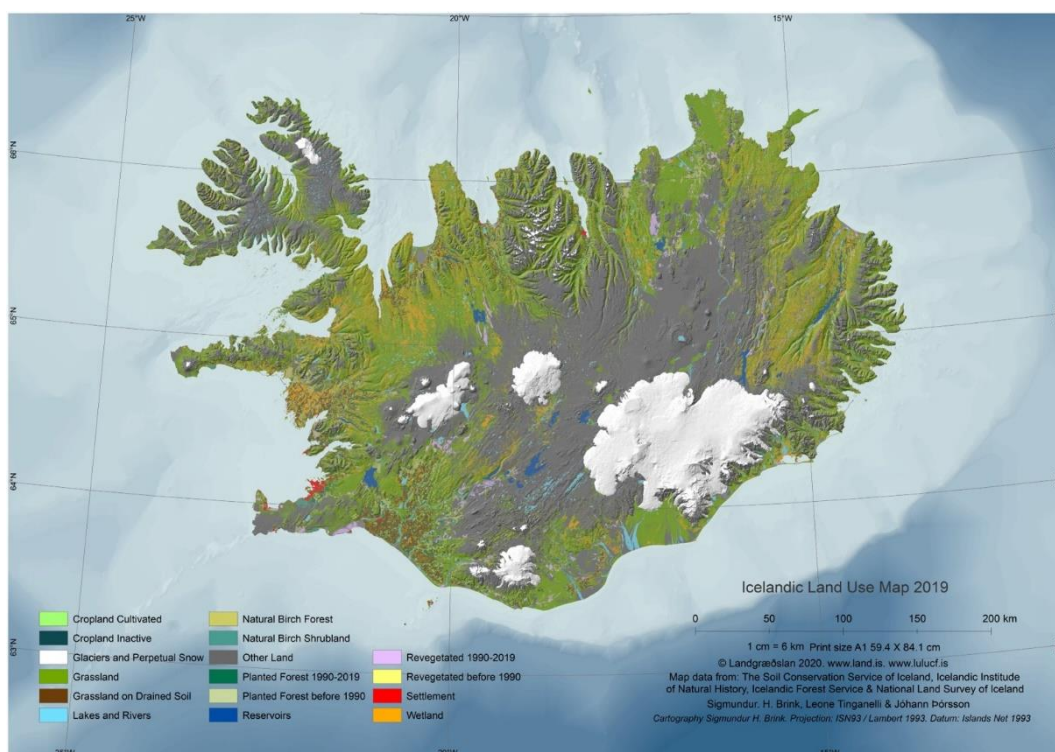 25°W
20°W
15°W
66°N
65°N
64°N
63°N
Icelandic Land Use Map 2019
0 50 100 150 200 km
1 cm = 6 km Print size A1 59.4 X 84.1 cm
© Landgræðslan 2020. www.land.is. www.lulucf.is
Map data from: The Soil Conservation Service of Iceland, Icelandic Institute
of Natural History, Icelandic Forest Service & National Land Survey of Iceland
Sigmundur. H. Brink, Leone Tinganelli & Jóhann Þórsson
Cartography Sigmundur H. Brink. Projection: ISN93 / Lambert 1993. Datum: Islands Net 1993
Cropland Cultivated
Cropland Inactive
Glaciers and Perpetual Snow
Grassland
Grassland on Drained Soil
Lakes and Rivers
Natural Birch Forest
Natural Birch Shrubland
Other Land
Planted Forest 1990-2019
Planted Forest before 1990
Reservoirs
Revegetated 1990-2019
Revegetated before 1990
Settlement
Wetland
20°W